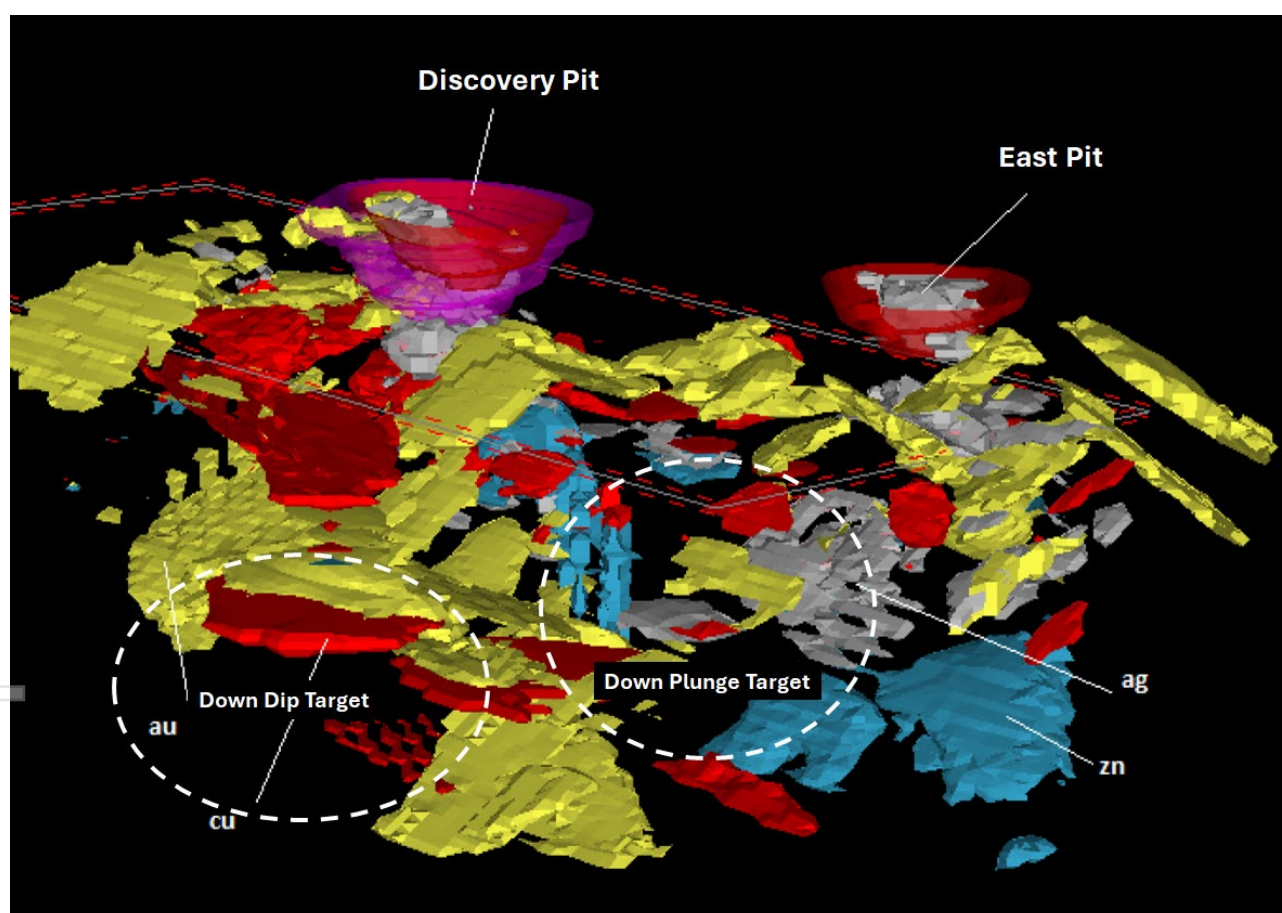 Discovery Pit
East Pit
Down Plunge Target
ag
Down Dip Target
au
zn
cu